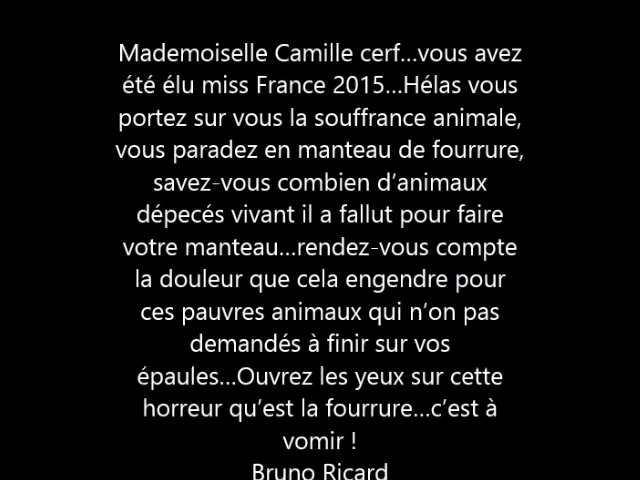 Mademoiselle Camille cerf...vous avez
été élu miss France 2015...Hélas vous
portez sur vous la souffrance animale,
vous paradez en manteau de fourrure,
savez-vous combien d’animaux
dépecés vivant il a fallut pour faire
votre manteau...rendez-vous compte
la douleur que cela engendre pour
ces pauvres animaux qui n’on pas
demandés à finir sur vos
épaules...Ouvrez les yeux sur cette
horreur qu’est la fourrure...c’est à
vomir !
Bruno Ricard